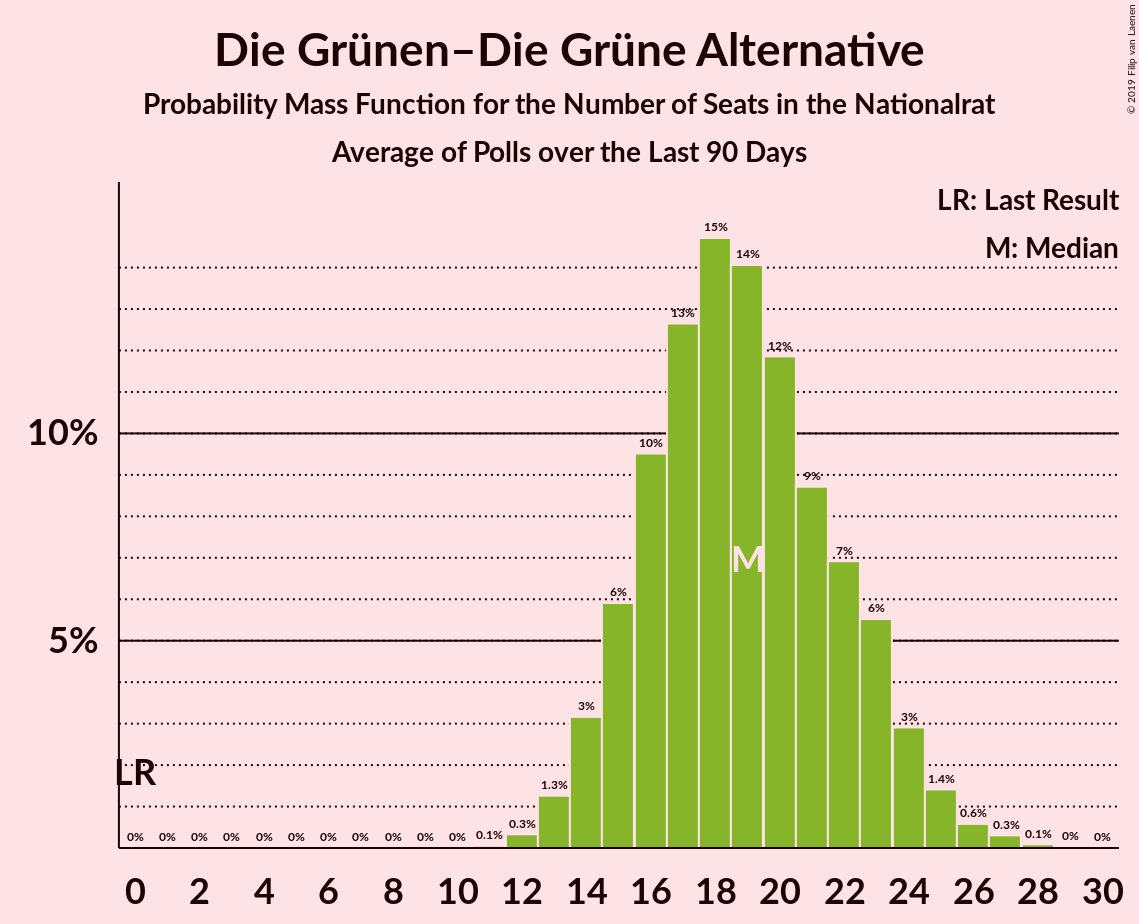 Die Grünen–Die Grüne Alternative
Probability Mass Function for the Number of Seats in the Nationalrat
Average of Polls over the Last 90 Days
© 2019 Filip van Laenen
LR: Last Result
M: Median
15%
14%
13%
12%
10%
10%
9%
M
7%
6%
6%
5%
3%
3%
LR
1.3%
1.4%
0% 0% 0% 0% 0% 0% 0% 0% 0% 0% 0% 0.1% 0.3% 0.6% 0.3% 0.1% 0% 0%
0 2 4 6 8 10 12 14 16 18 20 22 24 26 28 30